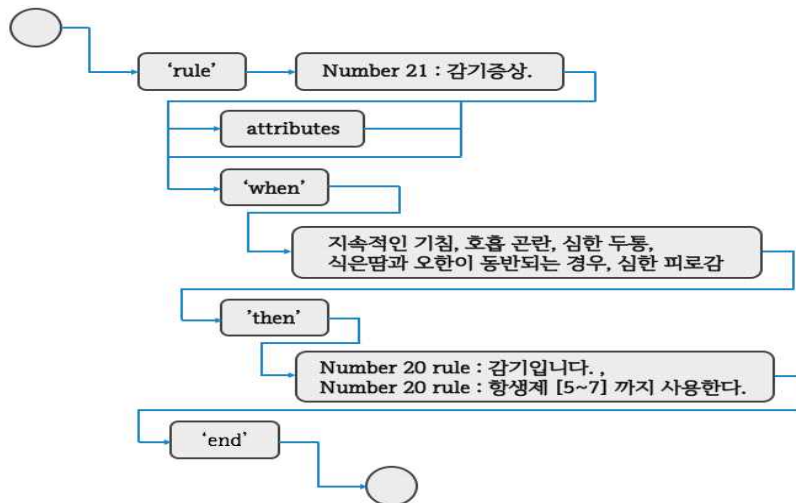 ‘rule’
Number 21 : 감기증상.
attributes
‘when’
지속적인 기침, 호흡 곤란, 심한 두통,
식은땀과 오한이 동반되는 경우, 심한 피로감
’then’
Number 20 rule : 감기입니다. ,
Number 20 rule : 항생제 [5~7] 까지 사용한다.
‘end’